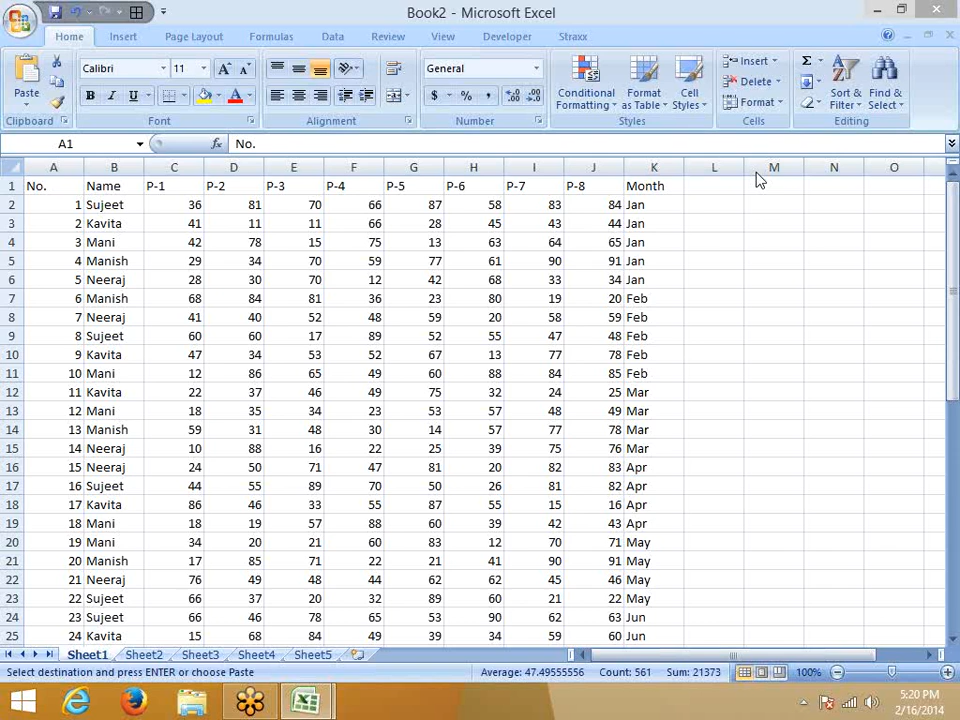 Book2 - Microsoft Excel
Home Insert Page Layout Formulas Data Review View Developer Straxx
Paste Calibri 11 General Conditional Formatting Format as Table Cell Styles Insert Delete Format Sort & Filter Find & Select
Clipboard Font Alignment Number Styles Cells Editing
A1 fx No.
A B C D E F G H I J K L M N O
1 No. Name P-1 P-2 P-3 P-4 P-5 P-6 P-7 P-8 Month
2 1 Sujeet 36 81 70 66 87 58 83 84 Jan
3 2 Kavita 41 11 11 66 28 45 43 44 Jan
4 3 Mani 42 78 15 75 13 63 64 65 Jan
5 4 Manish 29 34 70 59 77 61 90 91 Jan
6 5 Neeraj 28 30 70 12 42 68 33 34 Jan
7 6 Manish 68 84 81 36 23 80 19 20 Feb
8 7 Neeraj 41 40 52 48 59 20 58 59 Feb
9 8 Sujeet 60 60 17 89 52 55 47 48 Feb
10 9 Kavita 47 34 53 52 67 13 77 78 Feb
11 10 Mani 12 86 65 49 60 88 84 85 Feb
12 11 Kavita 22 37 46 49 75 32 24 25 Mar
13 12 Mani 18 35 34 23 53 57 48 49 Mar
14 13 Manish 59 31 48 30 14 57 77 78 Mar
15 14 Neeraj 10 88 16 22 25 39 75 76 Mar
16 15 Neeraj 24 50 71 47 81 20 82 83 Apr
17 16 Sujeet 44 55 89 70 50 26 81 82 Apr
18 17 Kavita 86 46 33 55 87 55 15 16 Apr
19 18 Mani 18 19 57 88 60 39 42 43 Apr
20 19 Mani 34 20 21 60 83 12 70 71 May
21 20 Manish 17 85 71 22 21 41 90 91 May
22 21 Neeraj 76 49 48 44 62 62 45 46 May
23 22 Sujeet 66 37 20 32 89 60 21 22 May
24 23 Sujeet 66 46 78 65 53 90 62 63 Jun
25 24 Kavita 15 68 84 49 39 34 59 60 Jun
Sheet1 Sheet2 Sheet3 Sheet4 Sheet5
Select destination and press ENTER or choose Paste Average: 47.49555556 Count: 561 Sum: 21373 100%
5:20 PM
2/16/2014